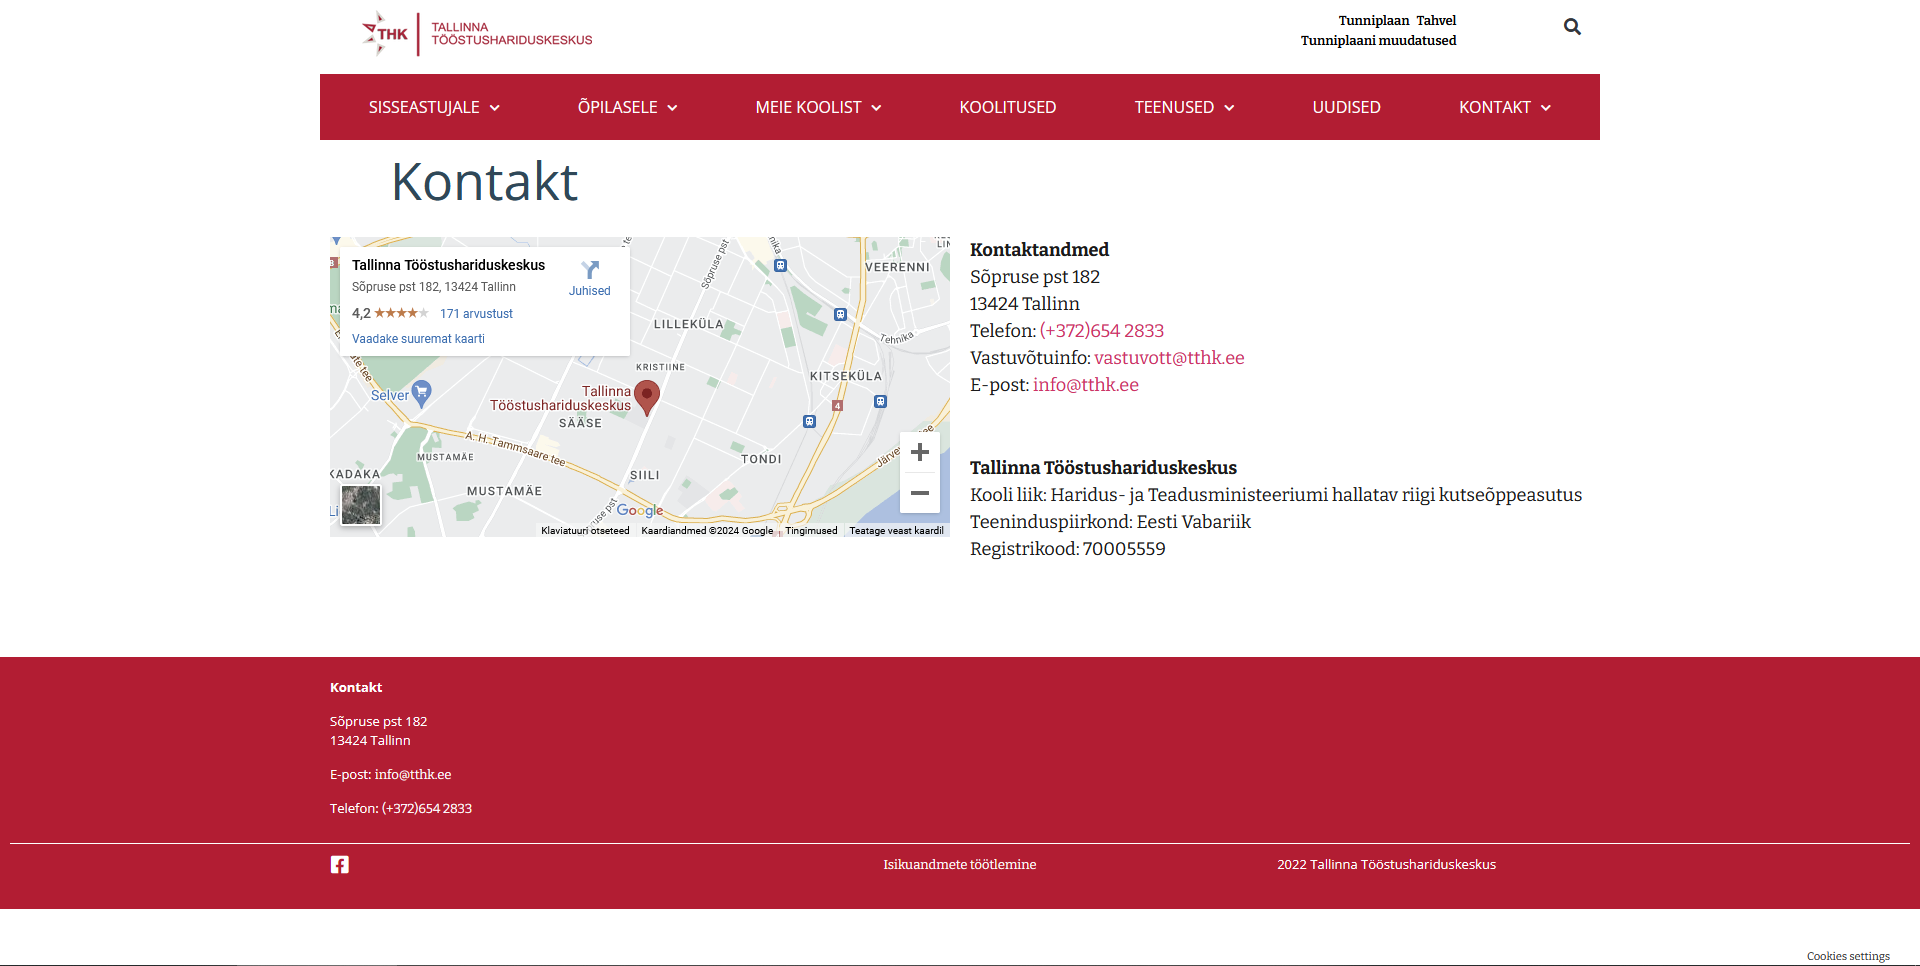 THK
TALLINNA
TÖÖSTUSHARIDUSKESKUS
Tunniplaan Tahvel
Tunniplaani muudatused
SISSEASTUJALE
ÕPILASELE
MEIE KOOLIST
KOOLITUSED
TEENUSED
UUDISED
KONTAKT
Kontakt
Tallinna Tööstushariduskeskus
Sõpruse pst 182, 13424 Tallinn
Juhised
4,2
171 arvustust
Vaadake suuremat kaarti
Sõpruse pst
VEERENNI
LILLEKÜLA
Tehnika
KRISTIINE
KITSEKÜLA
Selver
Tallinna
Tööstushariduskeskus
4
SÄÄSE
A. H. Tammsaare tee
MUSTAMÄE
TONDI
KADAKA
SIILI
MUSTAMÄE
Google
Klaviatuuri otseteed
Kaardiandmed ©2024 Google
Tingimused
Teatage veast kaardil
Kontaktandmed
Sõpruse pst 182
13424 Tallinn
Telefon: (+372)654 2833
Vastuvõtuinfo: vastuvott@tthk.ee
E-post: info@tthk.ee
Tallinna Tööstushariduskeskus
Kooli liik: Haridus- ja Teadusministeeriumi hallatav riigi kutseõppeasutus
Teeninduspiirkond: Eesti Vabariik
Registrikood: 70005559
Kontakt
Sõpruse pst 182
13424 Tallinn
E-post: info@tthk.ee
Telefon: (+372)654 2833
Isikuandmete töötlemine
2022 Tallinna Tööstushariduskeskus
Cookies settings